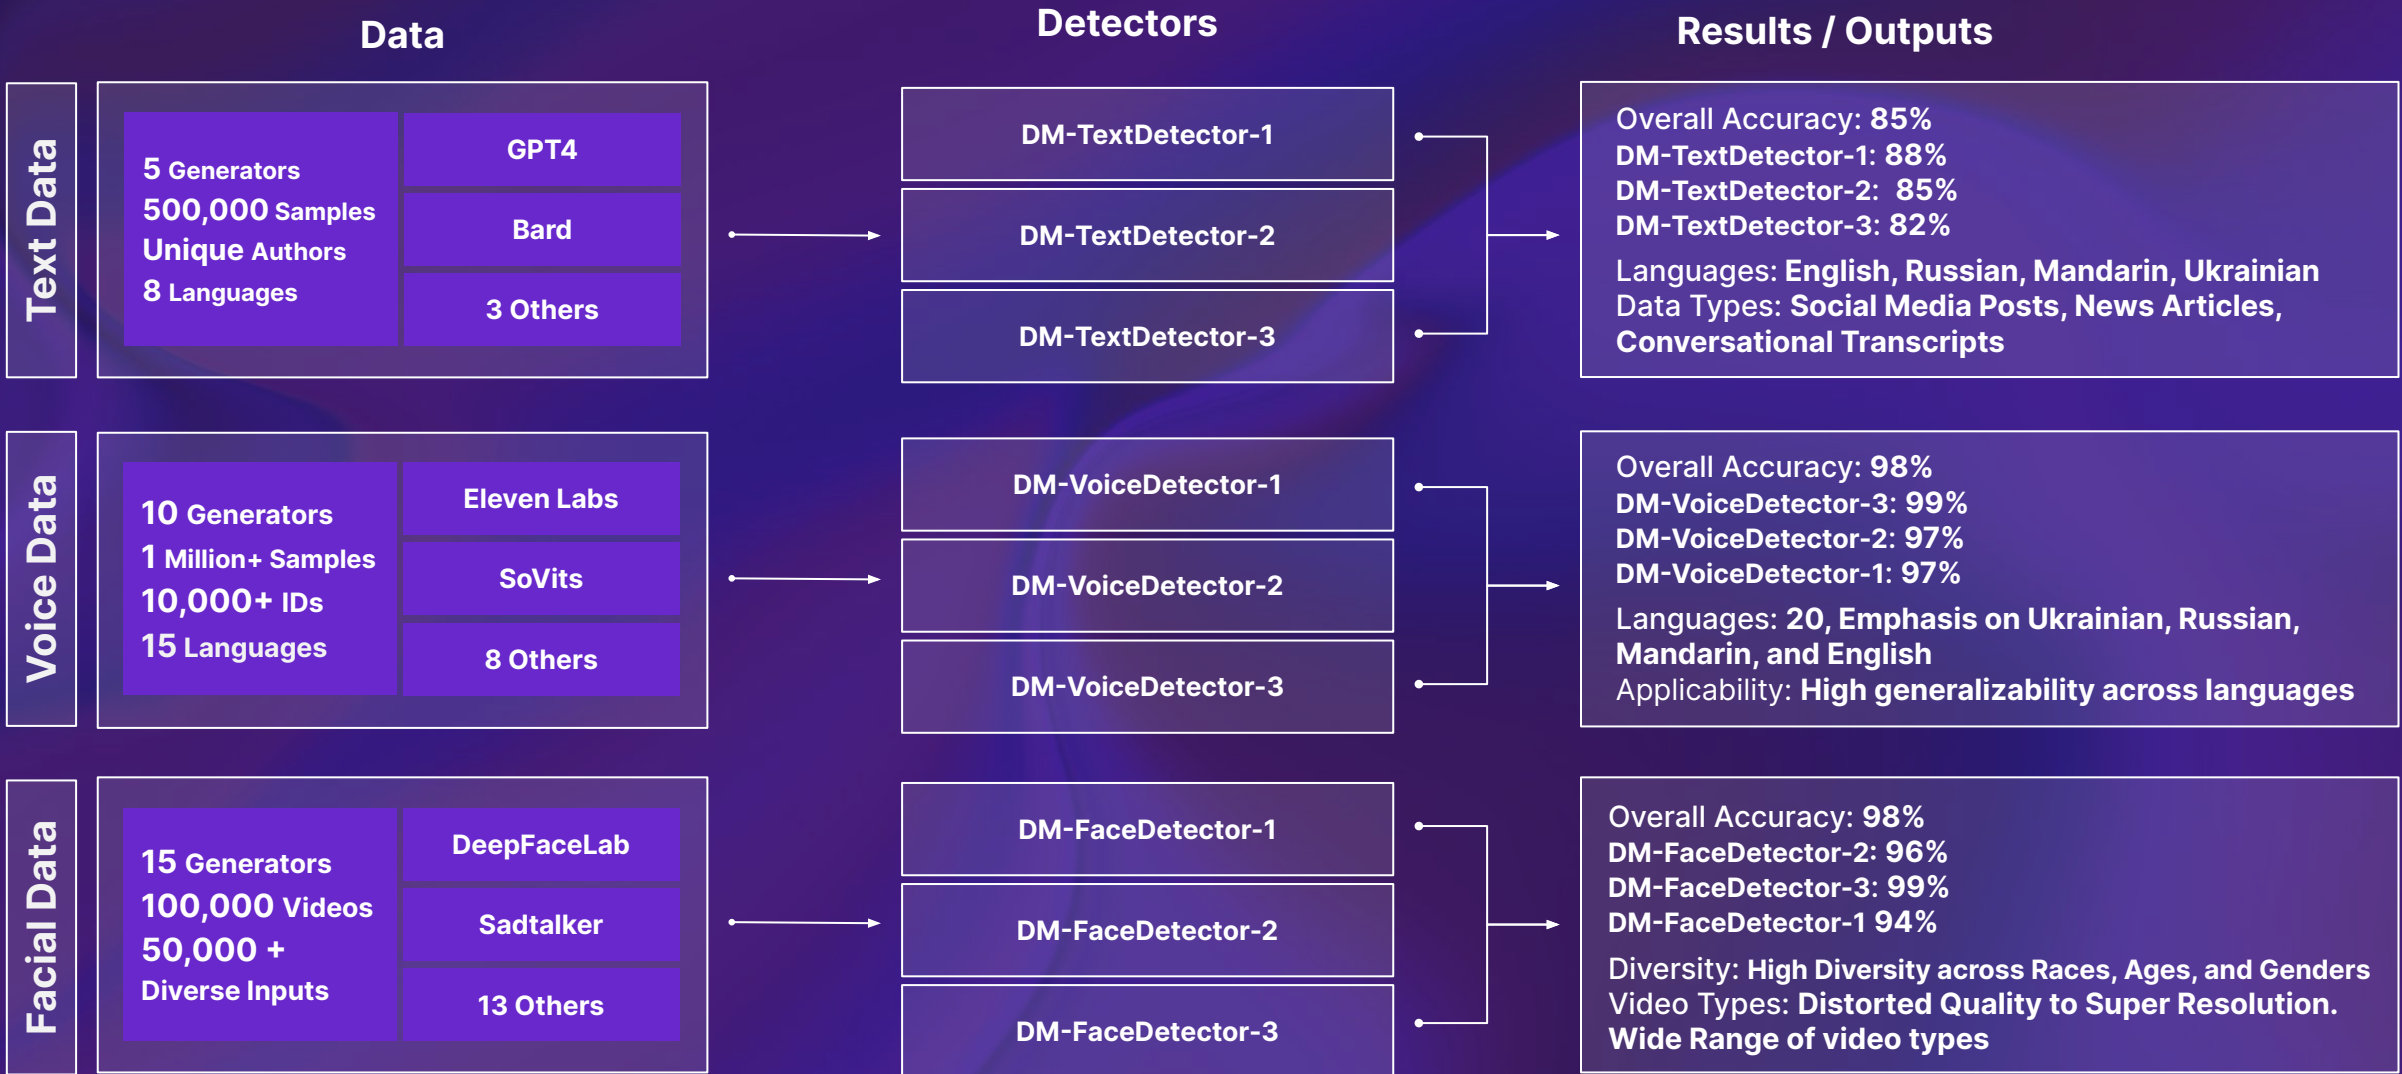 Data
Detectors
Results / Outputs
Text Data
5 Generators
500,000 Samples
Unique Authors
8 Languages
GPT4
Bard
3 Others
DM-TextDetector-1
DM-TextDetector-2
DM-TextDetector-3
Overall Accuracy: 85%
DM-TextDetector-1: 88%
DM-TextDetector-2: 85%
DM-TextDetector-3: 82%
Languages: English, Russian, Mandarin, Ukrainian
Data Types: Social Media Posts, News Articles,
Conversational Transcripts
Voice Data
10 Generators
1 Million+ Samples
10,000+ IDs
15 Languages
Eleven Labs
SoVits
8 Others
DM-VoiceDetector-1
DM-VoiceDetector-2
DM-VoiceDetector-3
Overall Accuracy: 98%
DM-VoiceDetector-3: 99%
DM-VoiceDetector-2: 97%
DM-VoiceDetector-1: 97%
Languages: 20, Emphasis on Ukrainian, Russian,
Mandarin, and English
Applicability: High generalizability across languages
Facial Data
15 Generators
100,000 Videos
50,000 +
Diverse Inputs
DeepFaceLab
Sadtalker
13 Others
DM-FaceDetector-1
DM-FaceDetector-2
DM-FaceDetector-3
Overall Accuracy: 98%
DM-FaceDetector-2: 96%
DM-FaceDetector-3: 99%
DM-FaceDetector-1 94%
Diversity: High Diversity across Races, Ages, and Genders
Video Types: Distorted Quality to Super Resolution.
Wide Range of video types